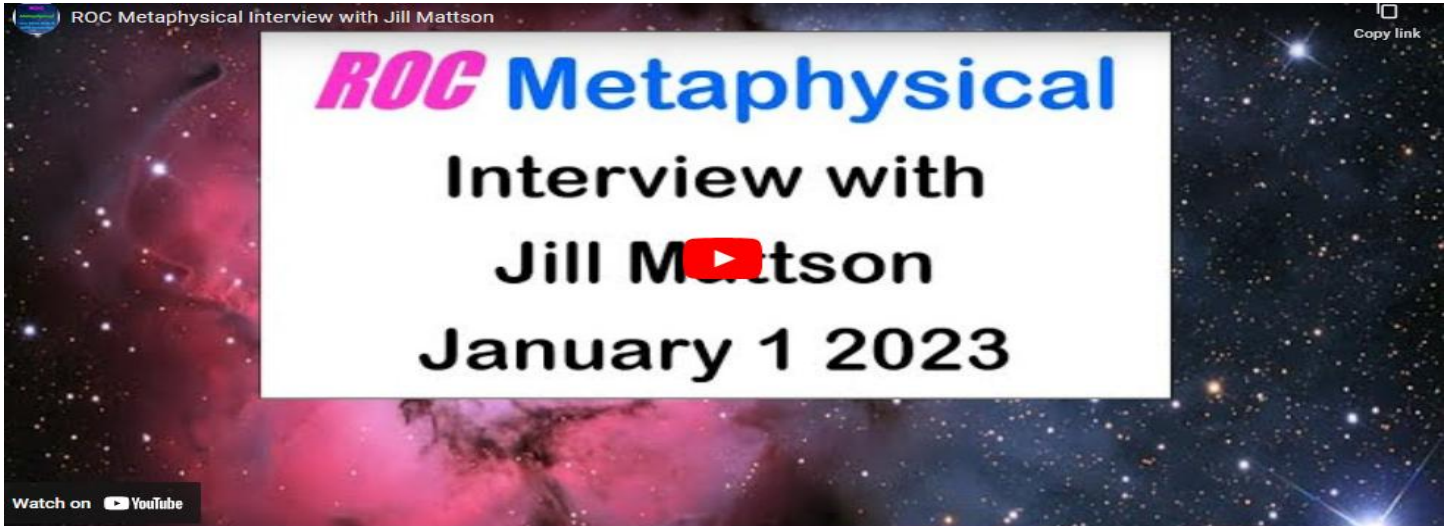 ROC Metaphysical Interview with Jill Mattson
Copy link
ROC Metaphysical
Interview with
Jill Mattson
January 1 2023
Watch on YouTube